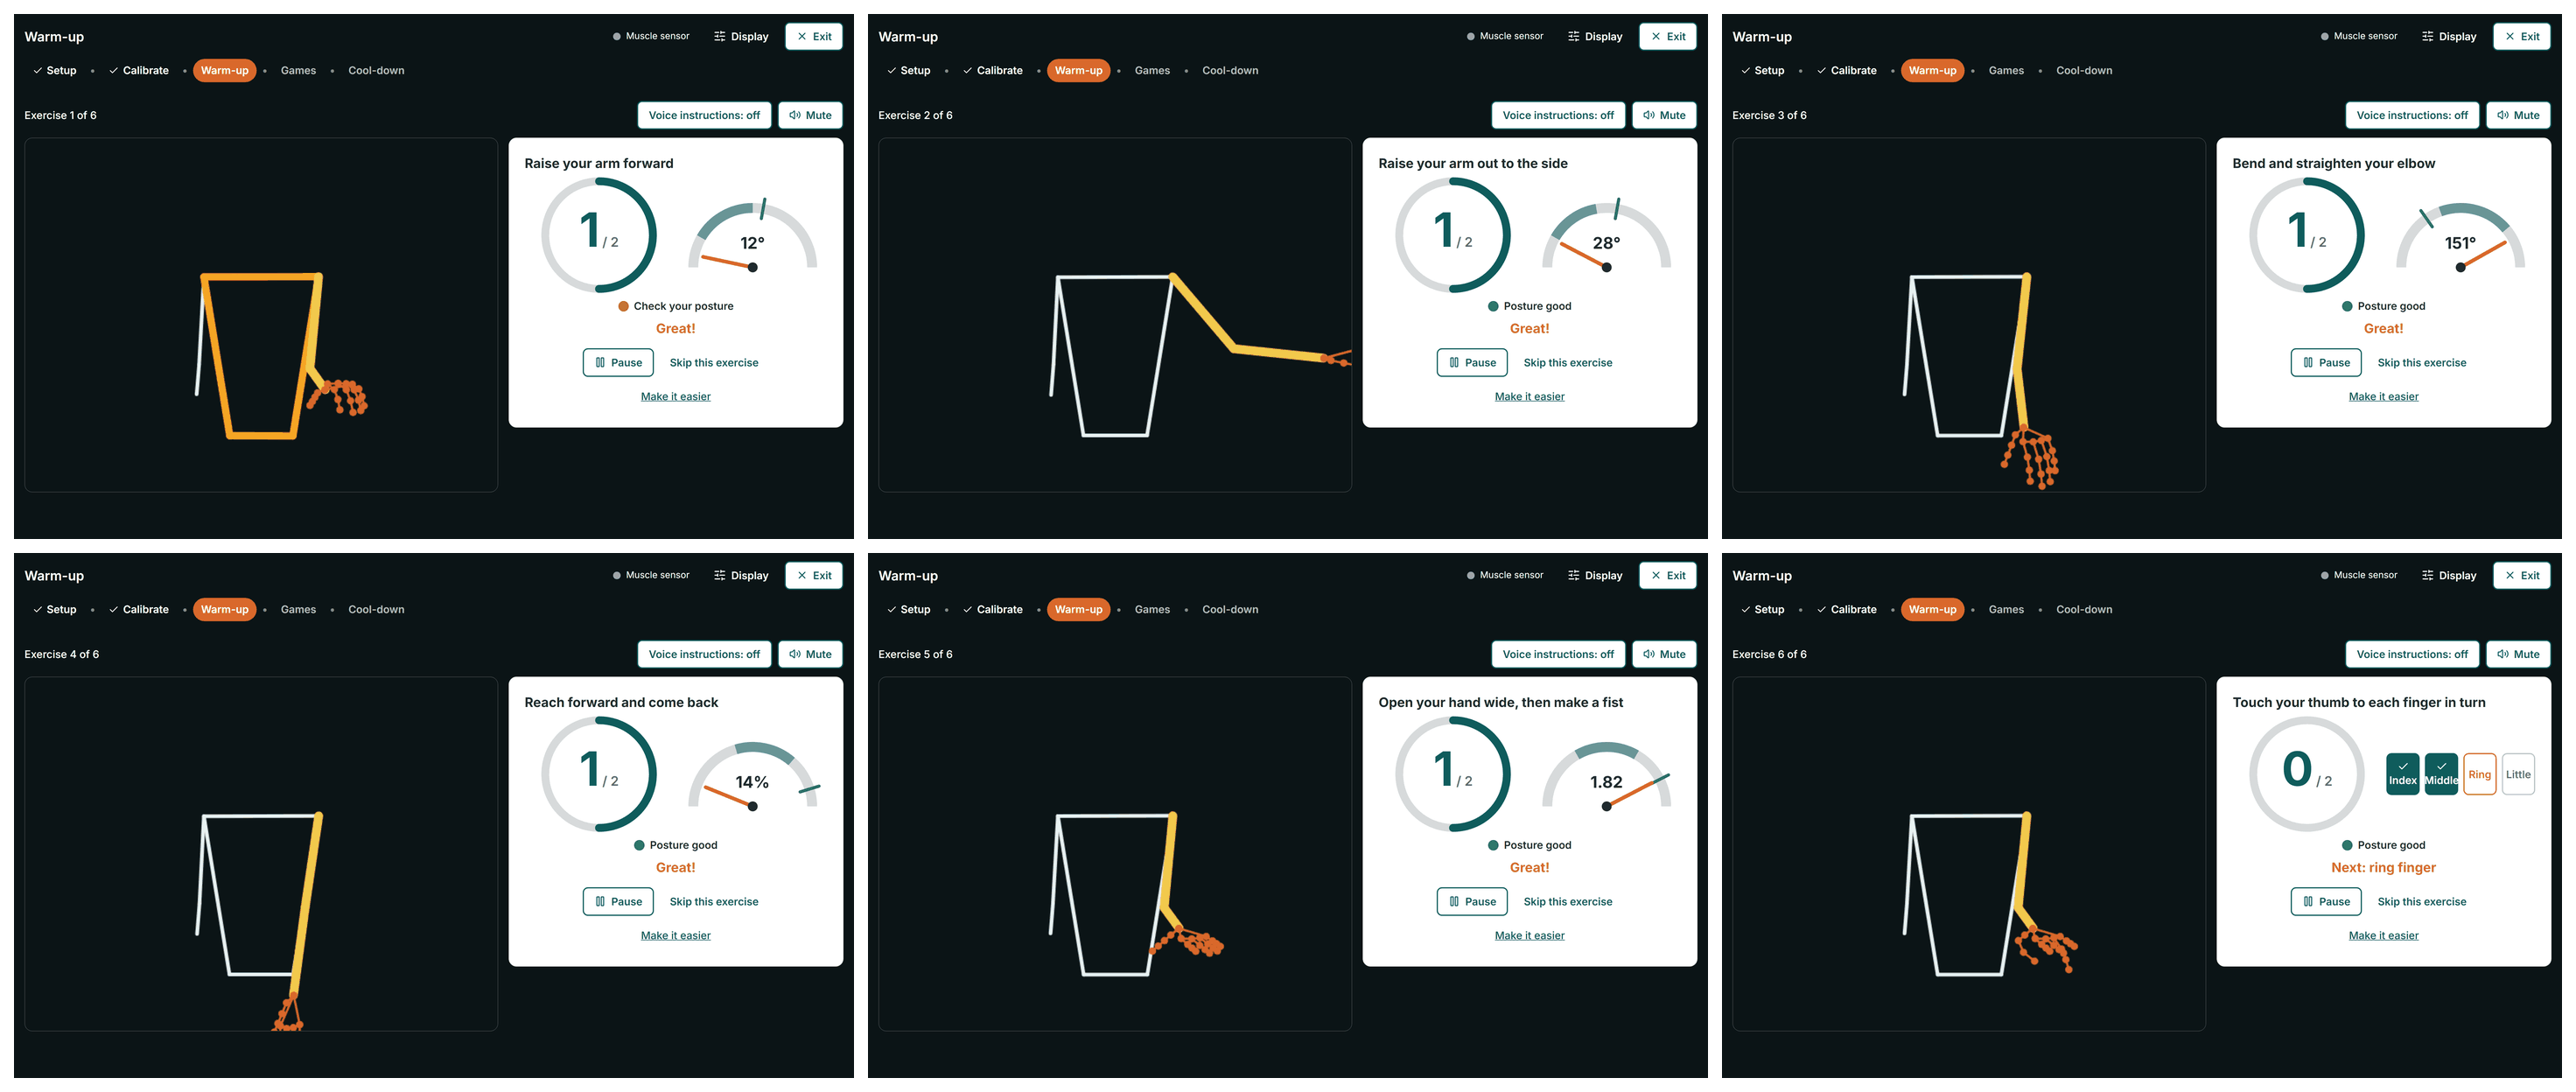 Warm-up
Muscle sensor Display Exit
Setup • Calibrate • Warm-up • Games • Cool-down
Exercise 1 of 6
Voice instructions: off Mute
Raise your arm forward
1 / 2
12°
Check your posture
Great!
Pause Skip this exercise
Make it easier
Warm-up
Muscle sensor Display Exit
Setup • Calibrate • Warm-up • Games • Cool-down
Exercise 2 of 6
Voice instructions: off Mute
Raise your arm out to the side
1 / 2
28°
Posture good
Great!
Pause Skip this exercise
Make it easier
Warm-up
Muscle sensor Display Exit
Setup • Calibrate • Warm-up • Games • Cool-down
Exercise 3 of 6
Voice instructions: off Mute
Bend and straighten your elbow
1 / 2
151°
Posture good
Great!
Pause Skip this exercise
Make it easier
Warm-up
Muscle sensor Display Exit
Setup • Calibrate • Warm-up • Games • Cool-down
Exercise 4 of 6
Voice instructions: off Mute
Reach forward and come back
1 / 2
14%
Posture good
Great!
Pause Skip this exercise
Make it easier
Warm-up
Muscle sensor Display Exit
Setup • Calibrate • Warm-up • Games • Cool-down
Exercise 5 of 6
Voice instructions: off Mute
Open your hand wide, then make a fist
1 / 2
1.82
Posture good
Great!
Pause Skip this exercise
Make it easier
Warm-up
Muscle sensor Display Exit
Setup • Calibrate • Warm-up • Games • Cool-down
Exercise 6 of 6
Voice instructions: off Mute
Touch your thumb to each finger in turn
0 / 2
Index Middle Ring Little
Posture good
Next: ring finger
Pause Skip this exercise
Make it easier